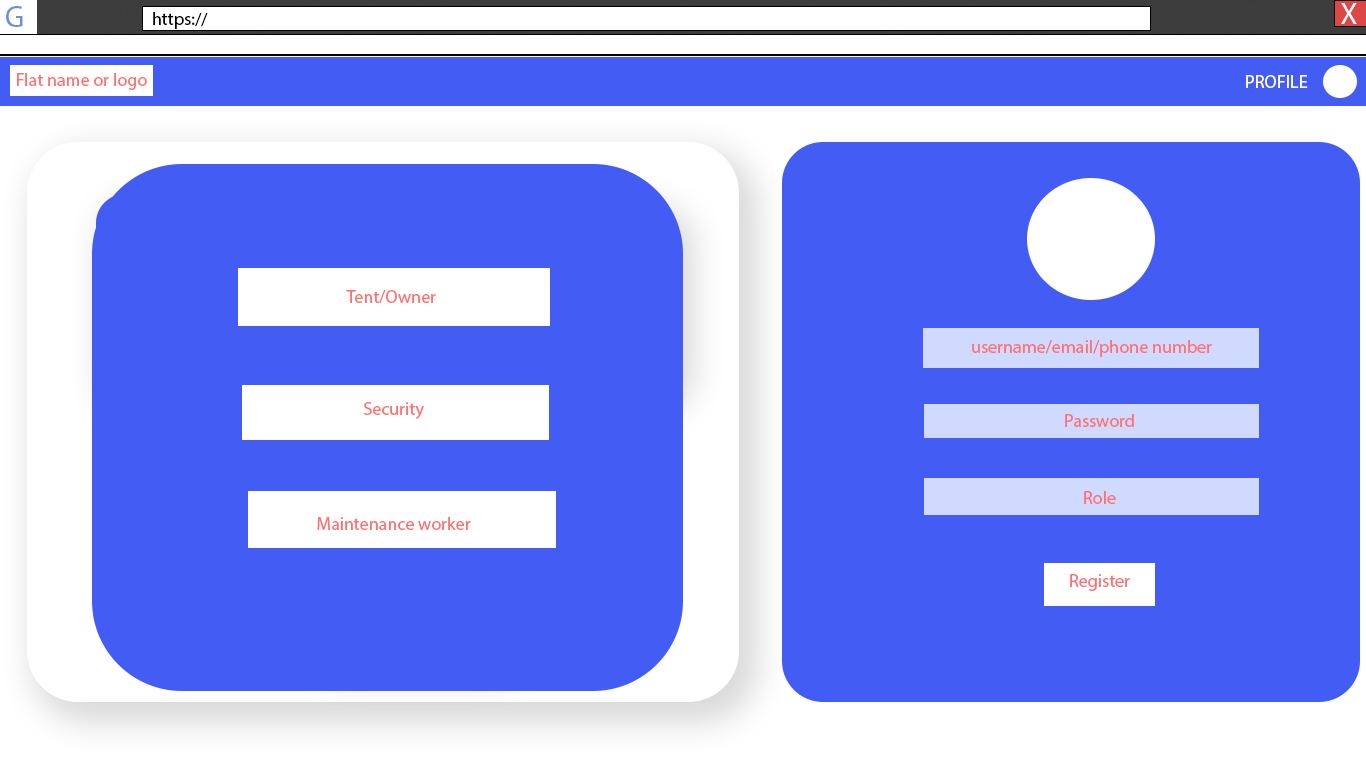 G
https://
X
Flat name or logo
PROFILE
Tent/Owner
Security
Maintenance worker
username/email/phone number
Password
Role
Register